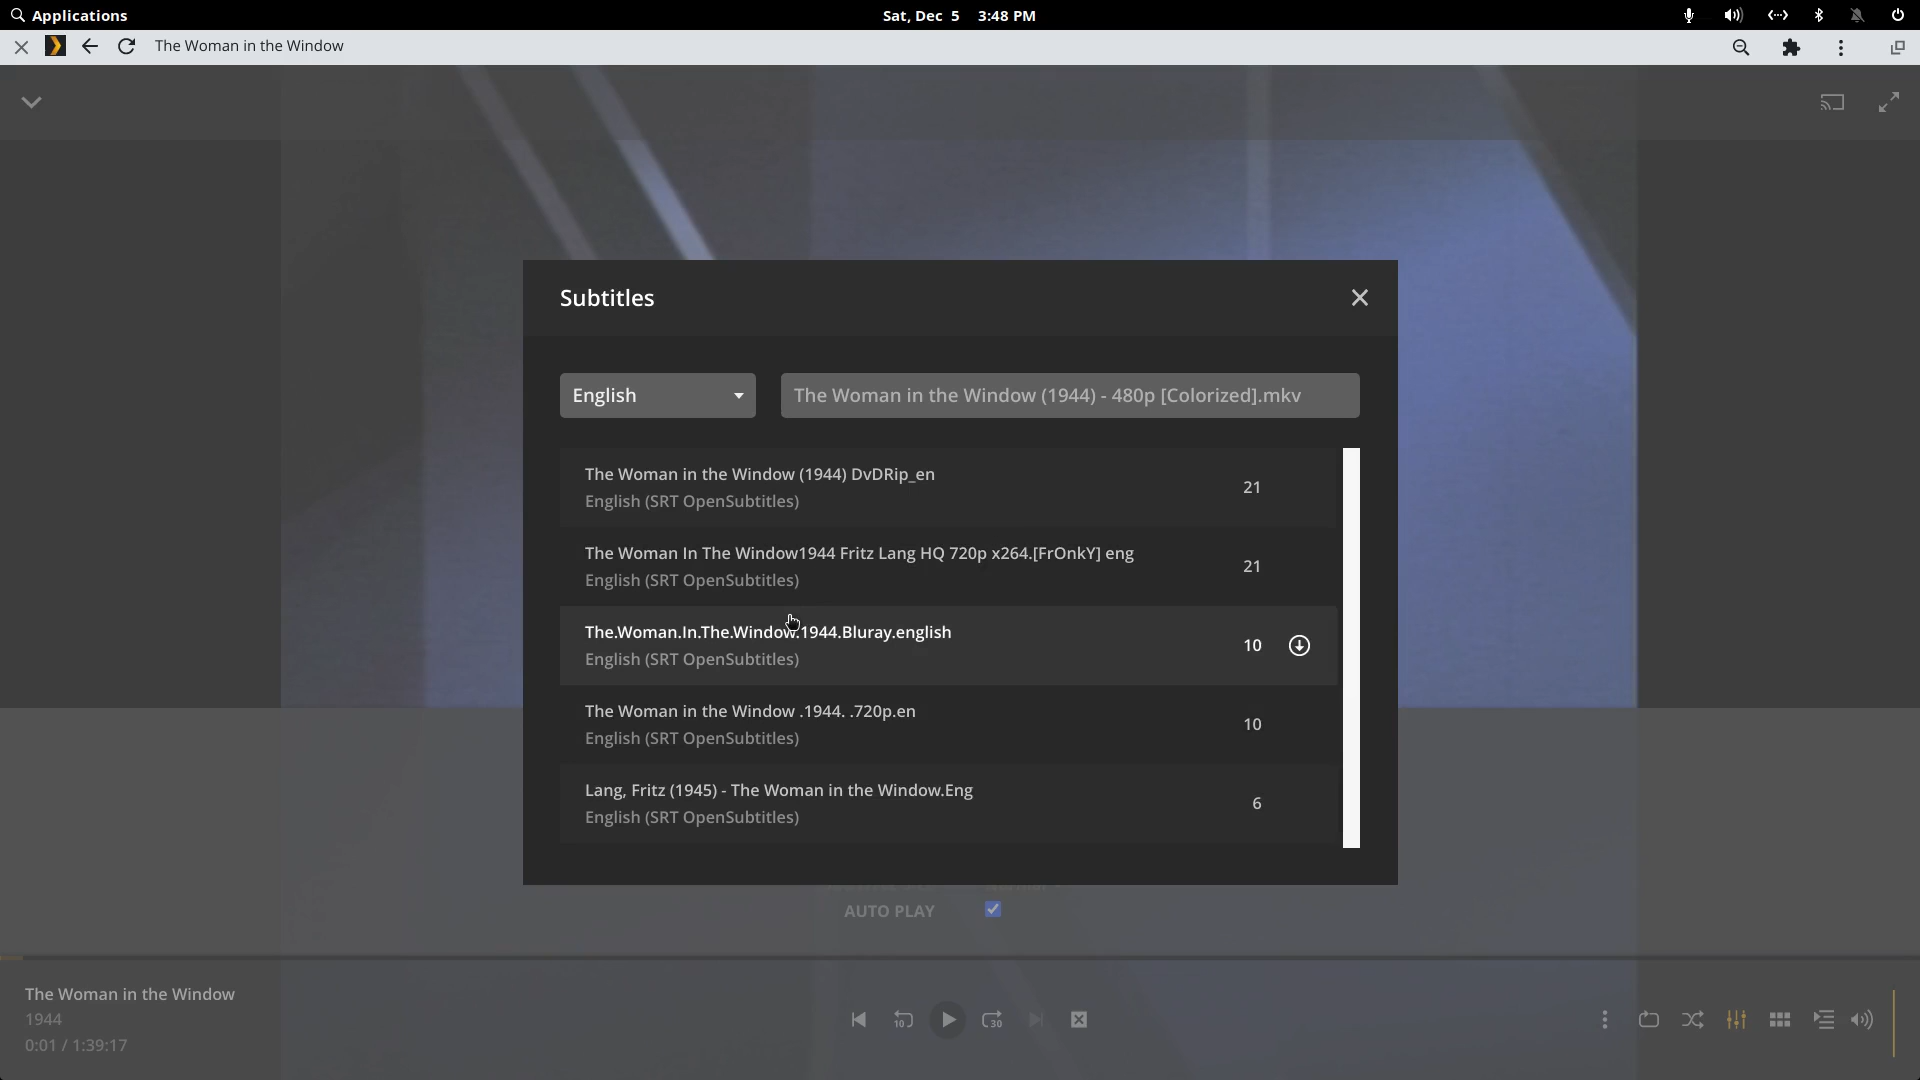 Applications
Sat, Dec 5 3:48 PM
The Woman in the Window
Subtitles
English
The Woman in the Window (1944) - 480p [Colorized].mkv
The Woman in the Window (1944) DvDRip_en
English (SRT OpenSubtitles)
21
The Woman In The Window1944 Fritz Lang HQ 720p x264.[FrOnkY] eng
English (SRT OpenSubtitles)
21
The.Woman.In.The.Window.1944.Bluray.english
English (SRT OpenSubtitles)
10
The Woman in the Window .1944. .720p.en
English (SRT OpenSubtitles)
10
Lang, Fritz (1945) - The Woman in the Window.Eng
English (SRT OpenSubtitles)
6
AUTO PLAY
The Woman in the Window
1944
0:01 / 1:39:17
10
30